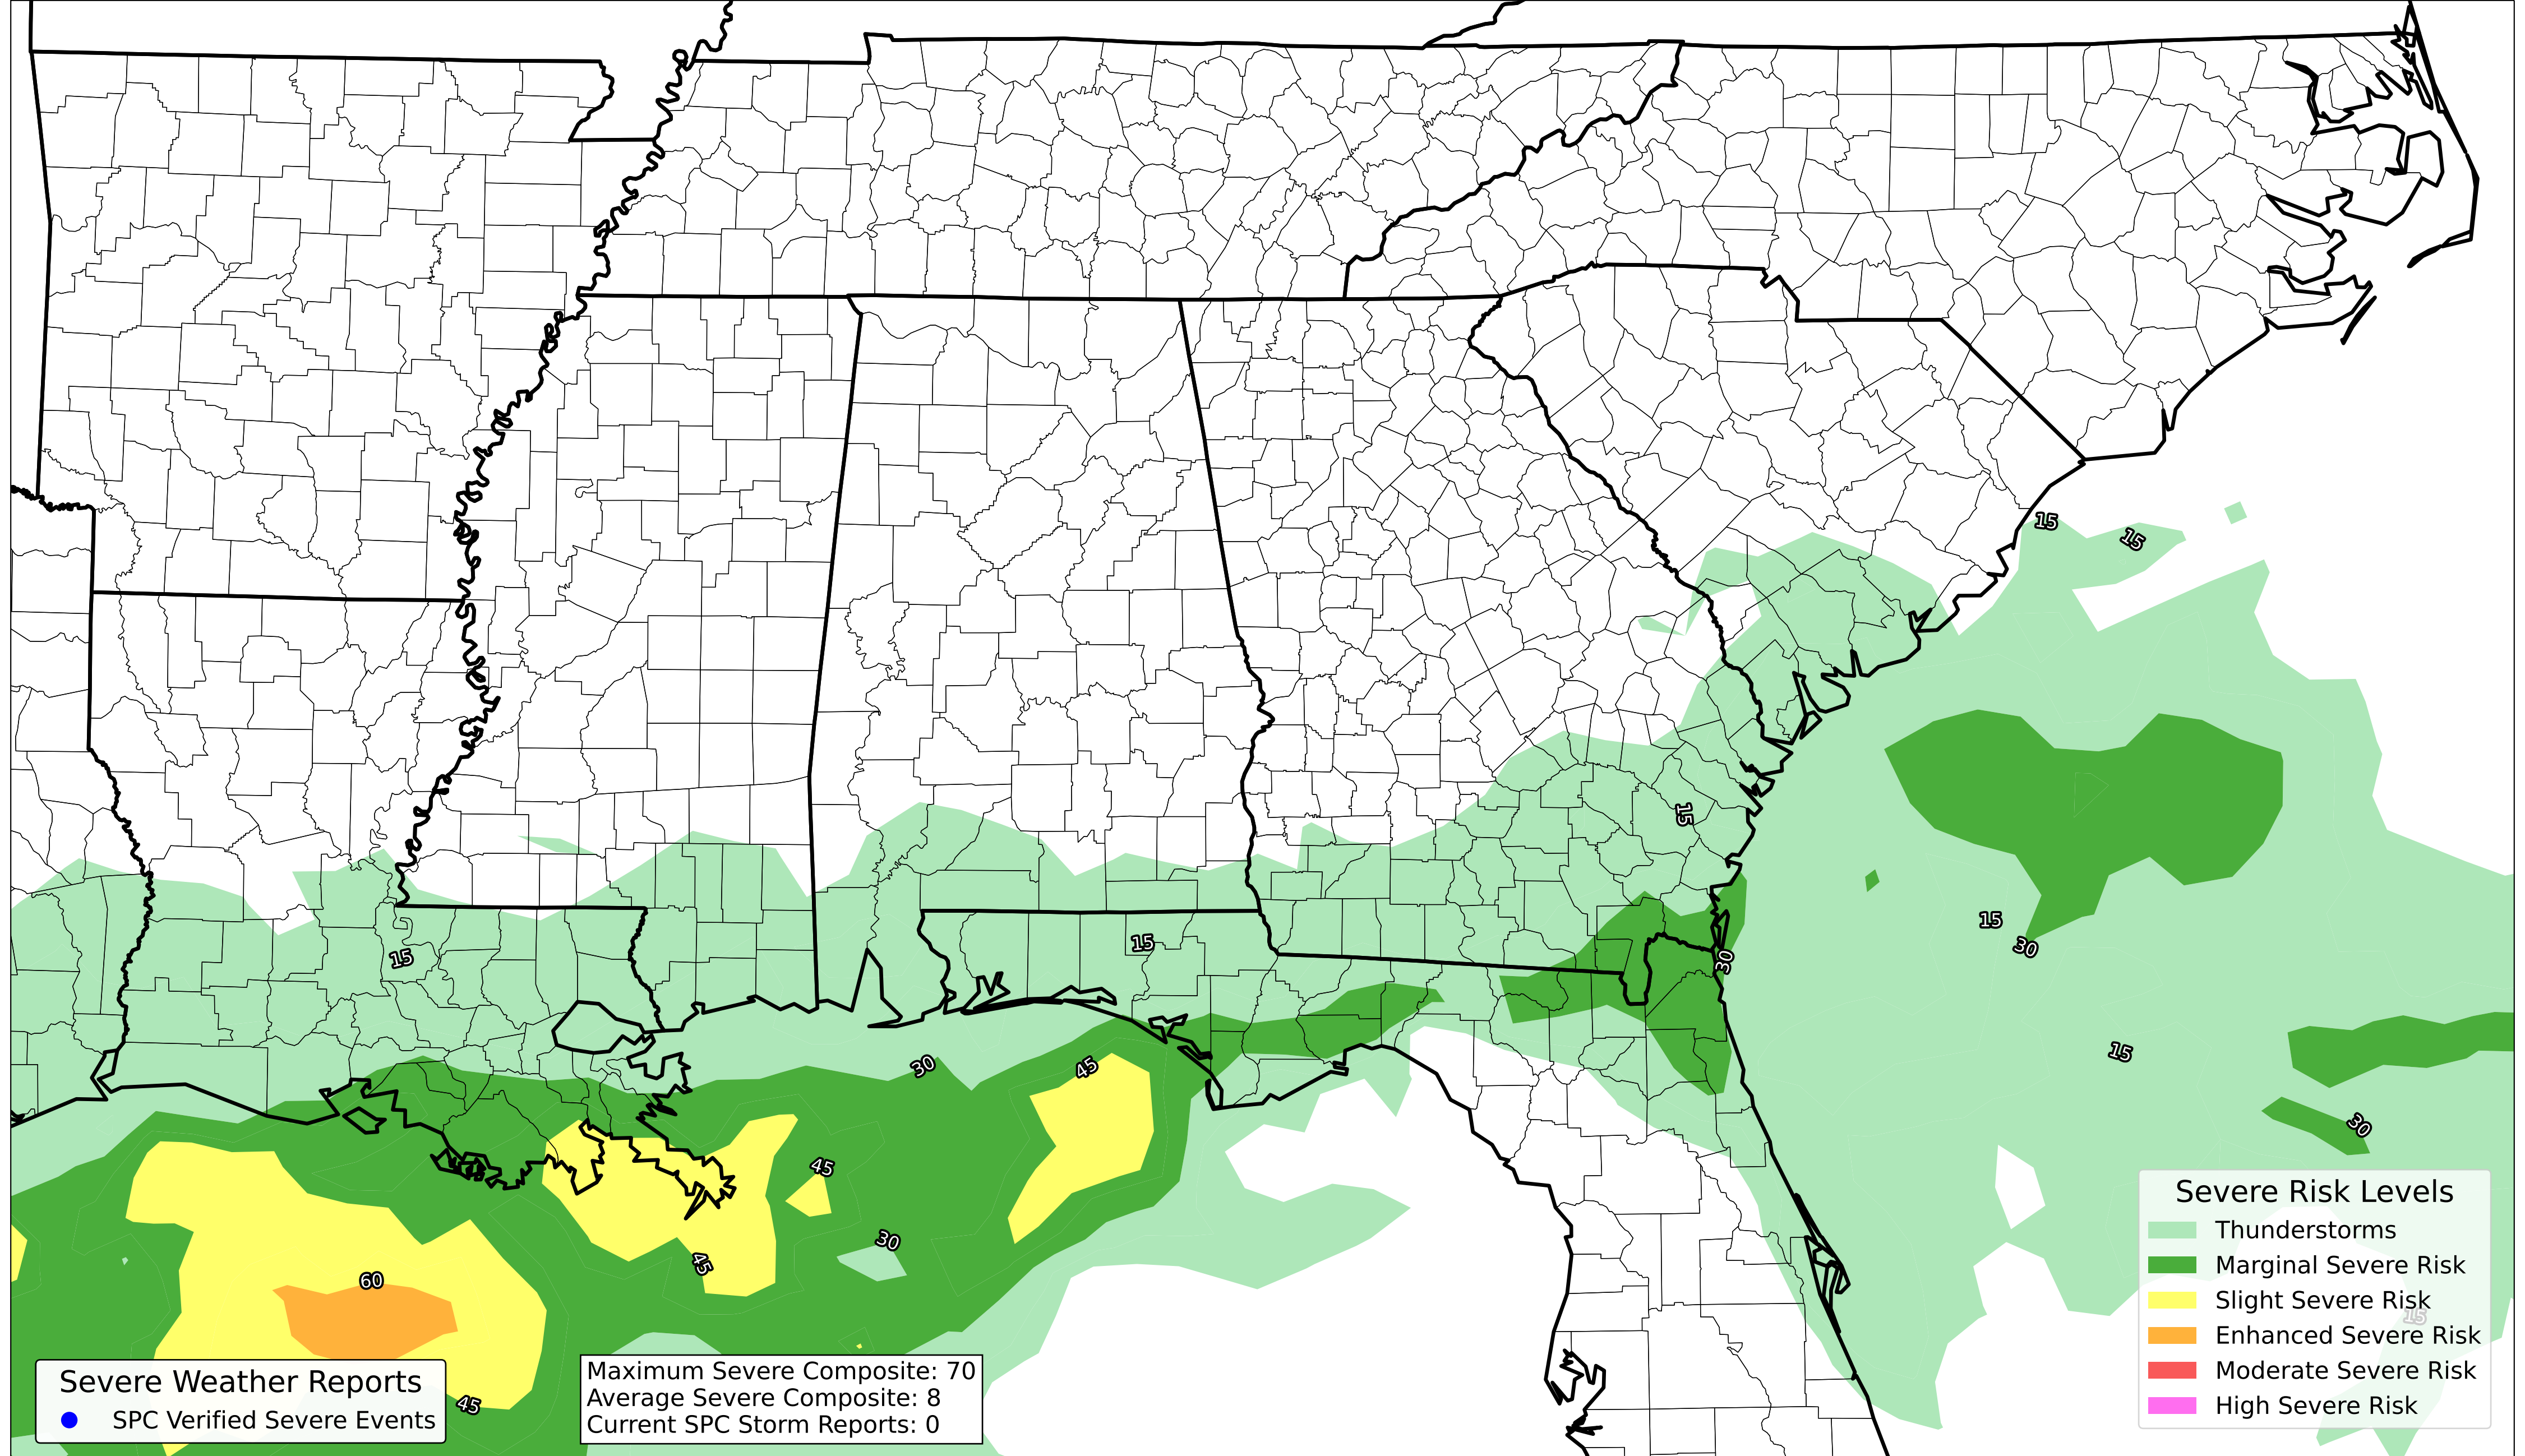 15
15
15
15
30
15
30
30
15
45
30
45
30
45
60
45
15
Severe Risk Levels
Thunderstorms
Marginal Severe Risk
Slight Severe Risk
Enhanced Severe Risk
Moderate Severe Risk
High Severe Risk
Severe Weather Reports
SPC Verified Severe Events
Maximum Severe Composite: 70
Average Severe Composite: 8
Current SPC Storm Reports: 0
15
15